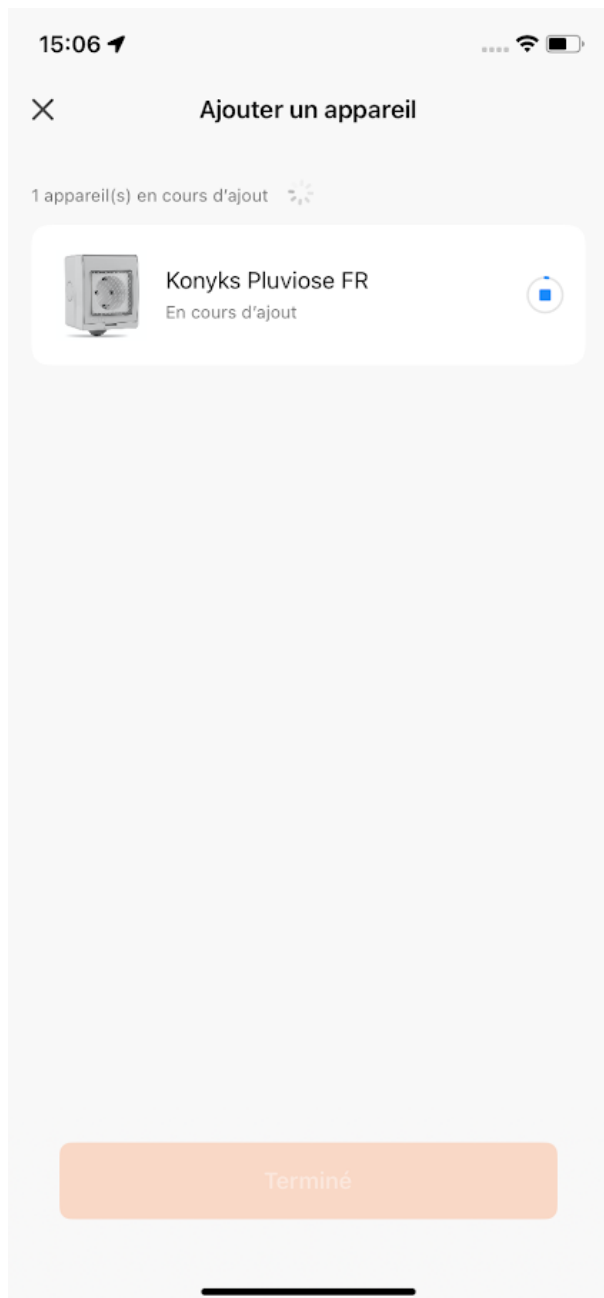 15:06
Ajouter un appareil
1 appareil(s) en cours d'ajout
Konyks Pluviose FR
En cours d'ajout
Terminé